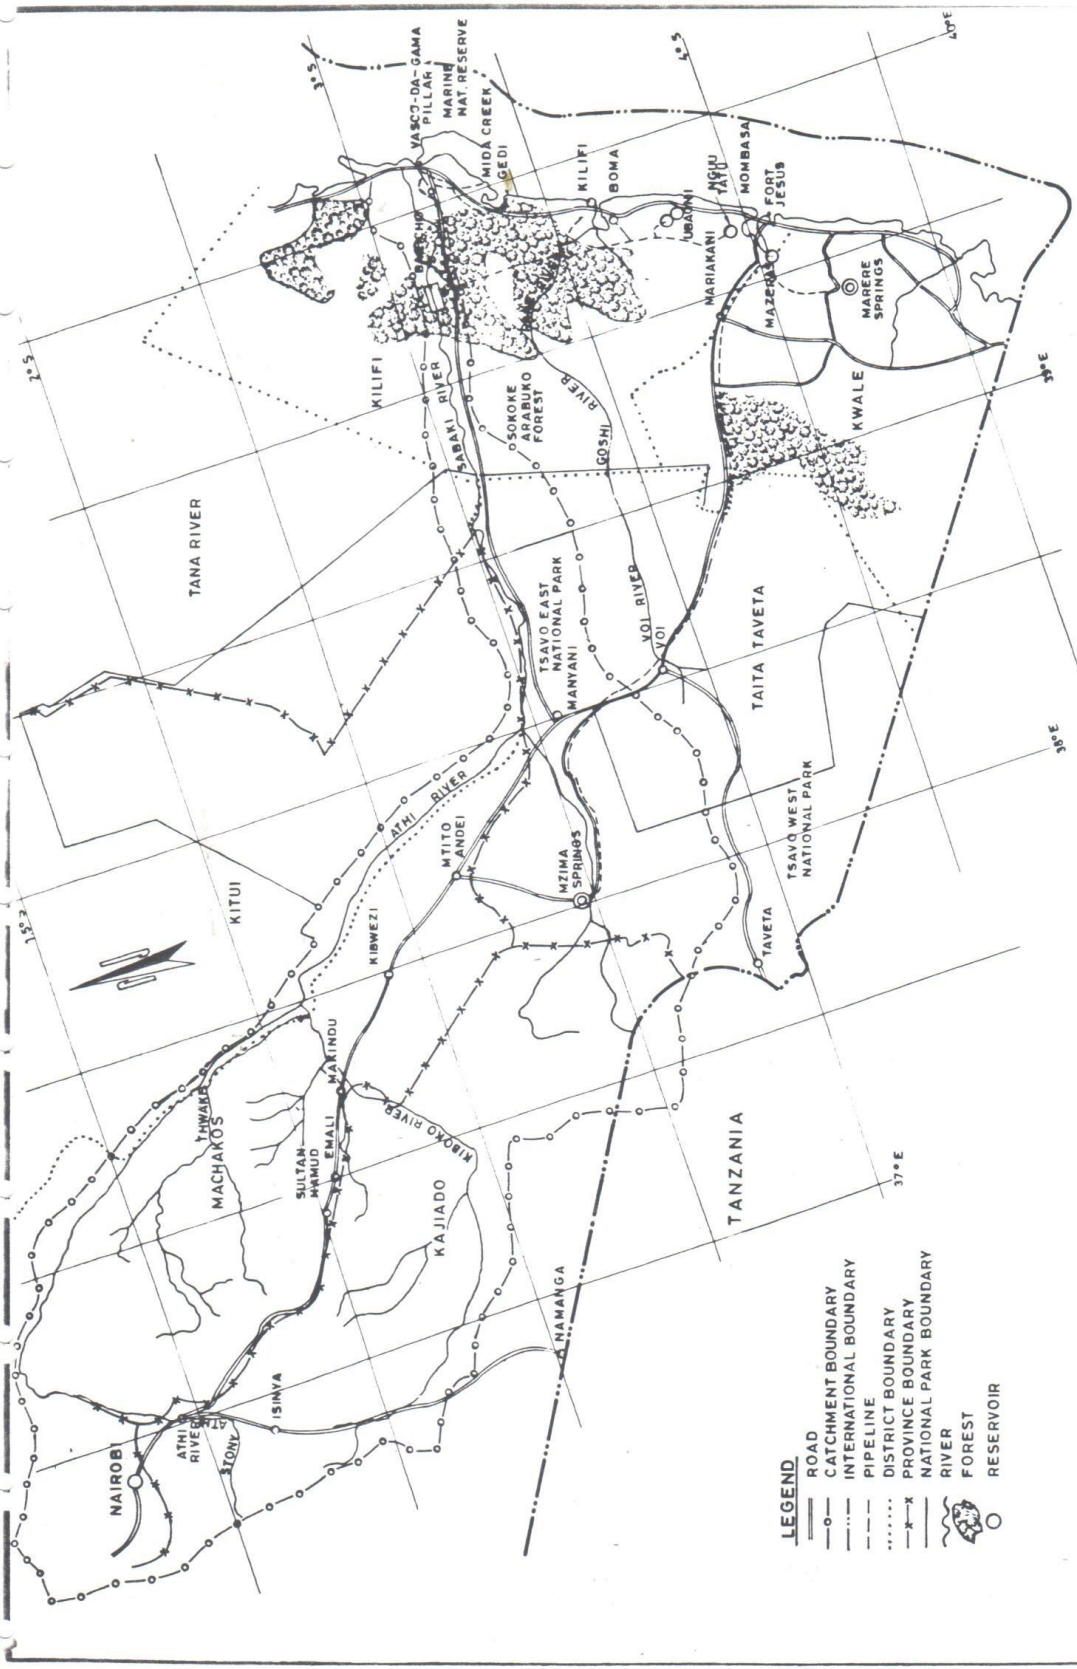 NAIROBI
ATHI
RIVER
STONY
ISINYA
NAMANGA
MACHAKOS
THWAKE
SULTAN
HAMUD
EMALI
MAKINDU
KIBOKO RIVER
KAJIADO
KIBWEZI
KITUI
MTITO
ANDEI
ATHI RIVER
MZIMA
SPRINGS
TANA RIVER
2° S
KILIFI
SABAKI RIVER
BARICHO
3° S
VASCO-DA-GAMA
PILLAR
MARINE
NAT. RESERVE
MIDA CREEK
GEDI
SOKOKE
ARABUKO
FOREST
TSAVO EAST
NATIONAL PARK
MANYANI
GOSHI RIVER
VOI RIVER
VOI
KILIFI
BOMA
NGUU
TATU
MOMBASA
FORT
JESUS
MARIAKANI
MAZERAS
MARERE
SPRINGS
KWALE
4° S
40°E
39°E
38°E
37°E
TAITA TAVETA
TSAVO WEST
NATIONAL PARK
TAVETA
TANZANIA
LEGEND
ROAD
CATCHMENT BOUNDARY
INTERNATIONAL BOUNDARY
PIPELINE
DISTRICT BOUNDARY
PROVINCE BOUNDARY
NATIONAL PARK BOUNDARY
RIVER
FOREST
RESERVOIR